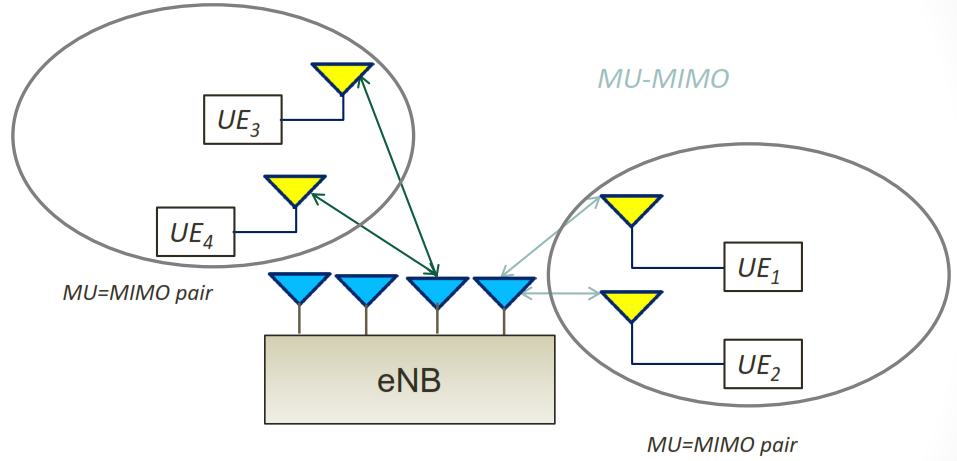 MU-MIMO
UE3
UE4
MU=MIMO pair
UE1
UE2
eNB
MU=MIMO pair